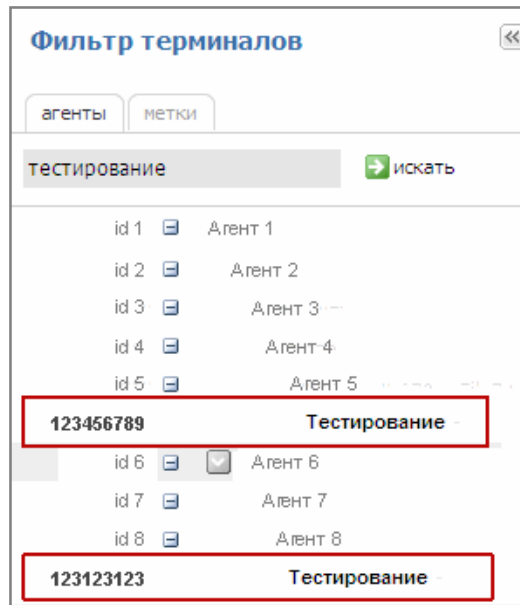 Фильтр терминалов
агенты метки
тестирование искать
id 1 Агент 1
id 2 Агент 2
id 3 Агент 3
id 4 Агент 4
id 5 Агент 5
123456789 Тестирование
id 6 Агент 6
id 7 Агент 7
id 8 Агент 8
123123123 Тестирование